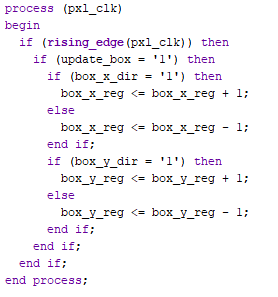 process (pxl_clk)
begin
  if (rising_edge(pxl_clk)) then
    if (update_box = '1') then
      if (box_x_dir = '1') then
        box_x_reg <= box_x_reg + 1;
      else
        box_x_reg <= box_x_reg - 1;
      end if;
      if (box_y_dir = '1') then
        box_y_reg <= box_y_reg + 1;
      else
        box_y_reg <= box_y_reg - 1;
      end if;
    end if;
  end if;
end process;